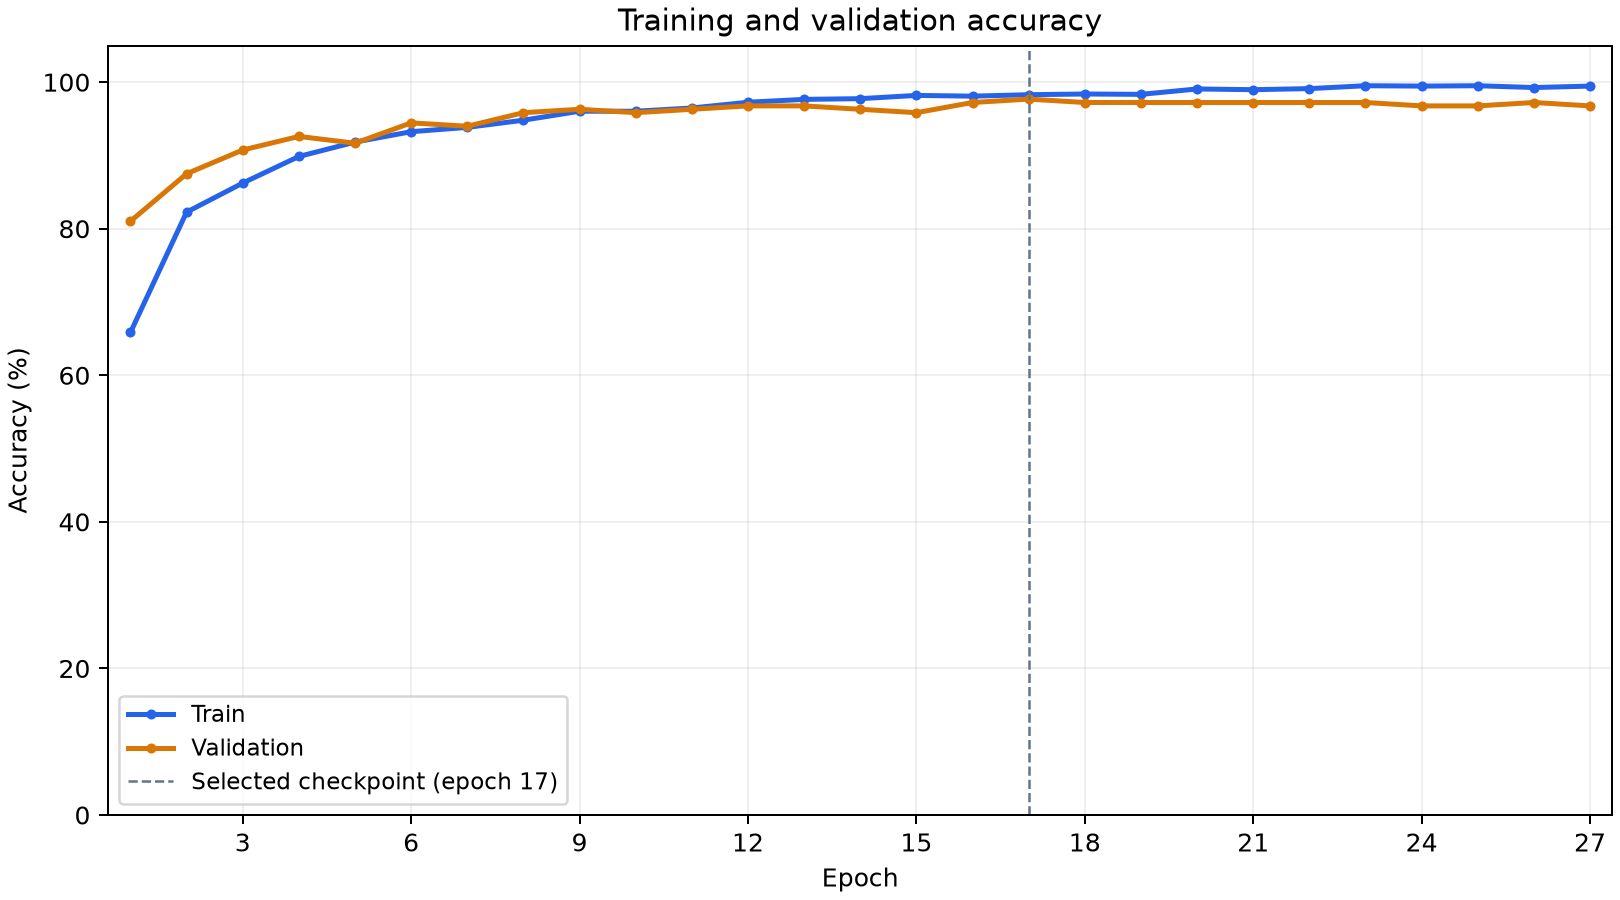 Training and validation accuracy
100
80
60
40
20
0
Accuracy (%)
Train
Validation
Selected checkpoint (epoch 17)
3 6 9 12 15 18 21 24 27
Epoch